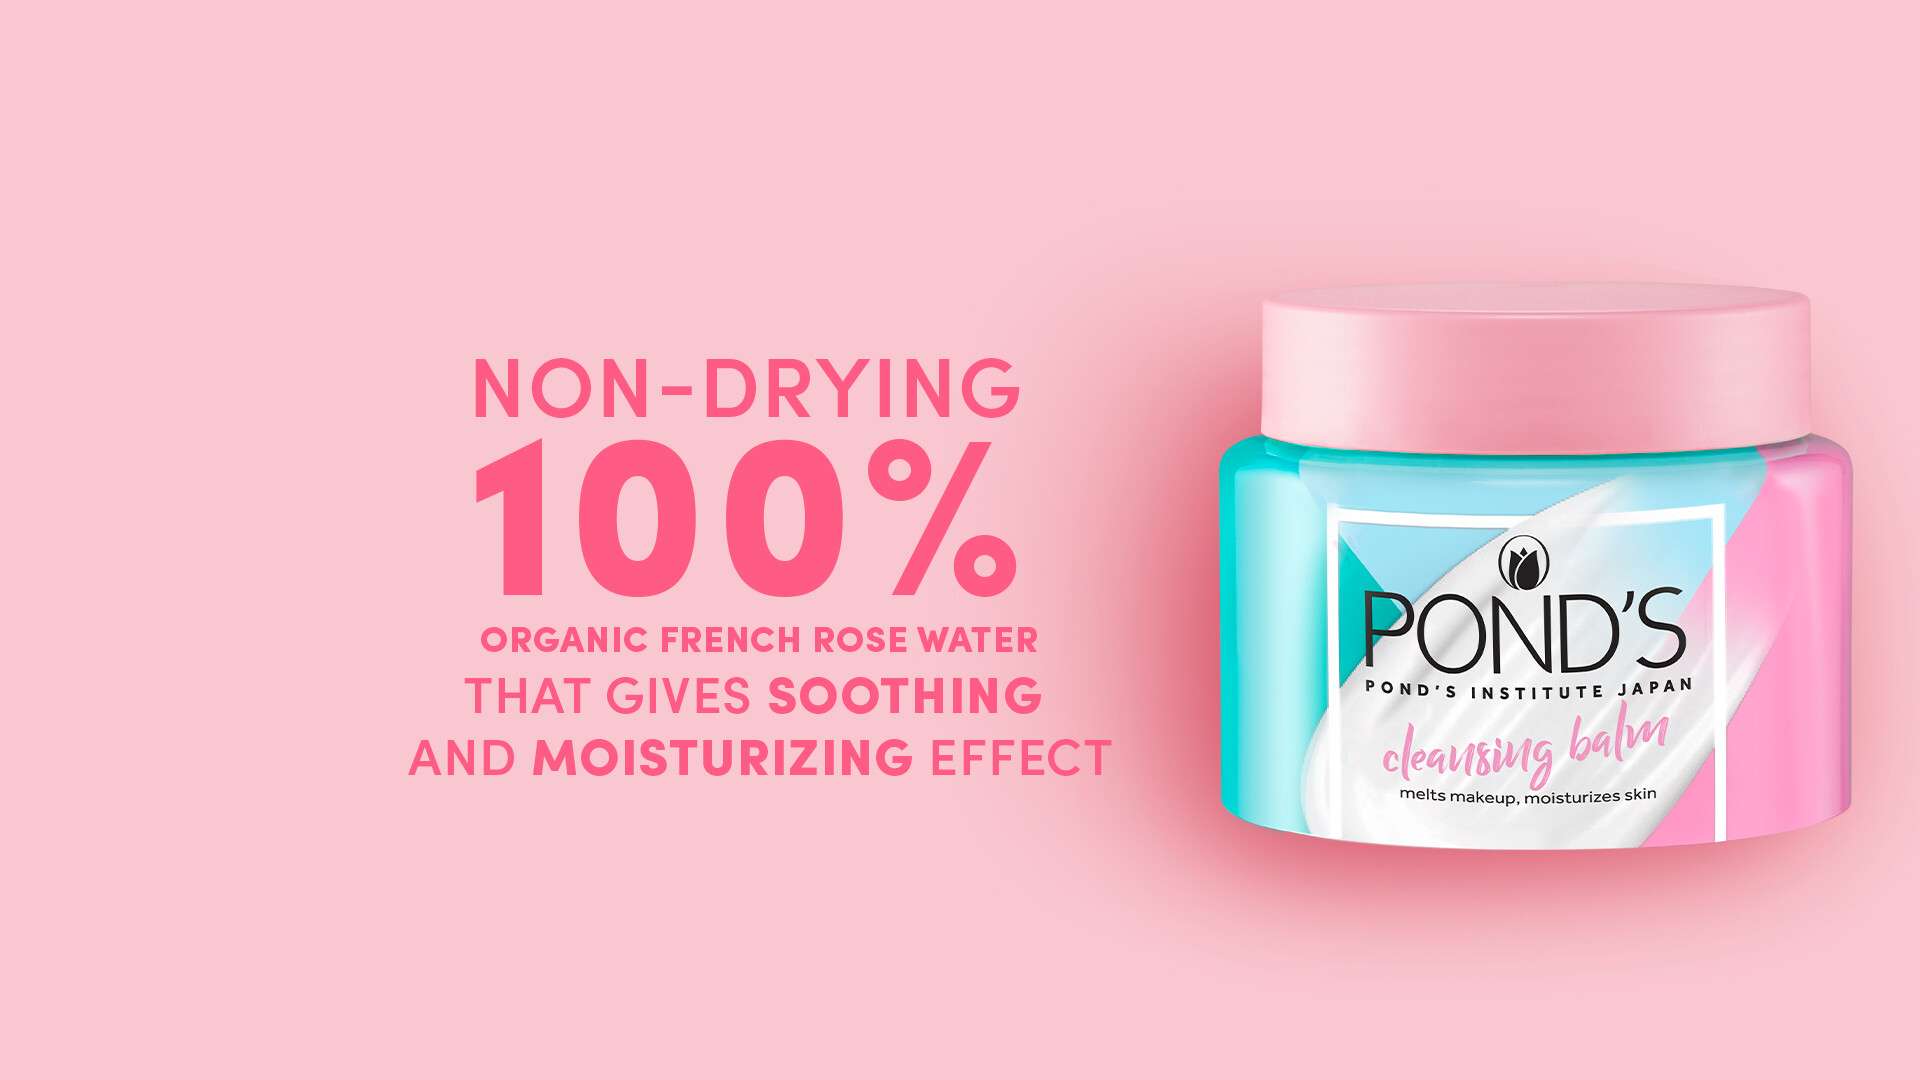 NON-DRYING
100%
ORGANIC FRENCH ROSE WATER
THAT GIVES SOOTHING
AND MOISTURIZING EFFECT
POND'S
POND'S INSTITUTE JAPAN
cleansing balm
melts makeup, moisturizes skin